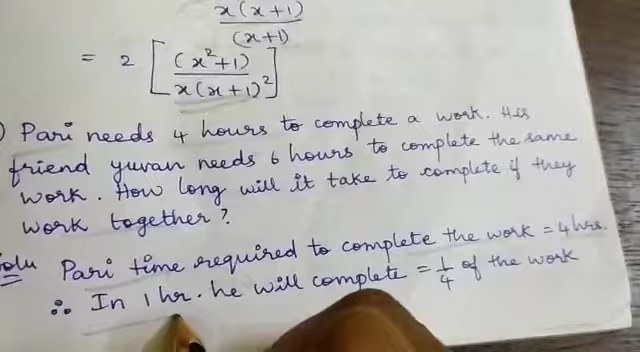 x(x+1)
(x+1)
= 2 [(x²+1)
x(x+1)²]
) Pari needs 4 hours to complete a work. His
friend yuvan needs 6 hours to complete the same
work. How long will it take to complete if they
work together?
Solu Pari time required to complete the work = 4 hrs.
∴ In 1 hr. he will complete = 1/4 of the work